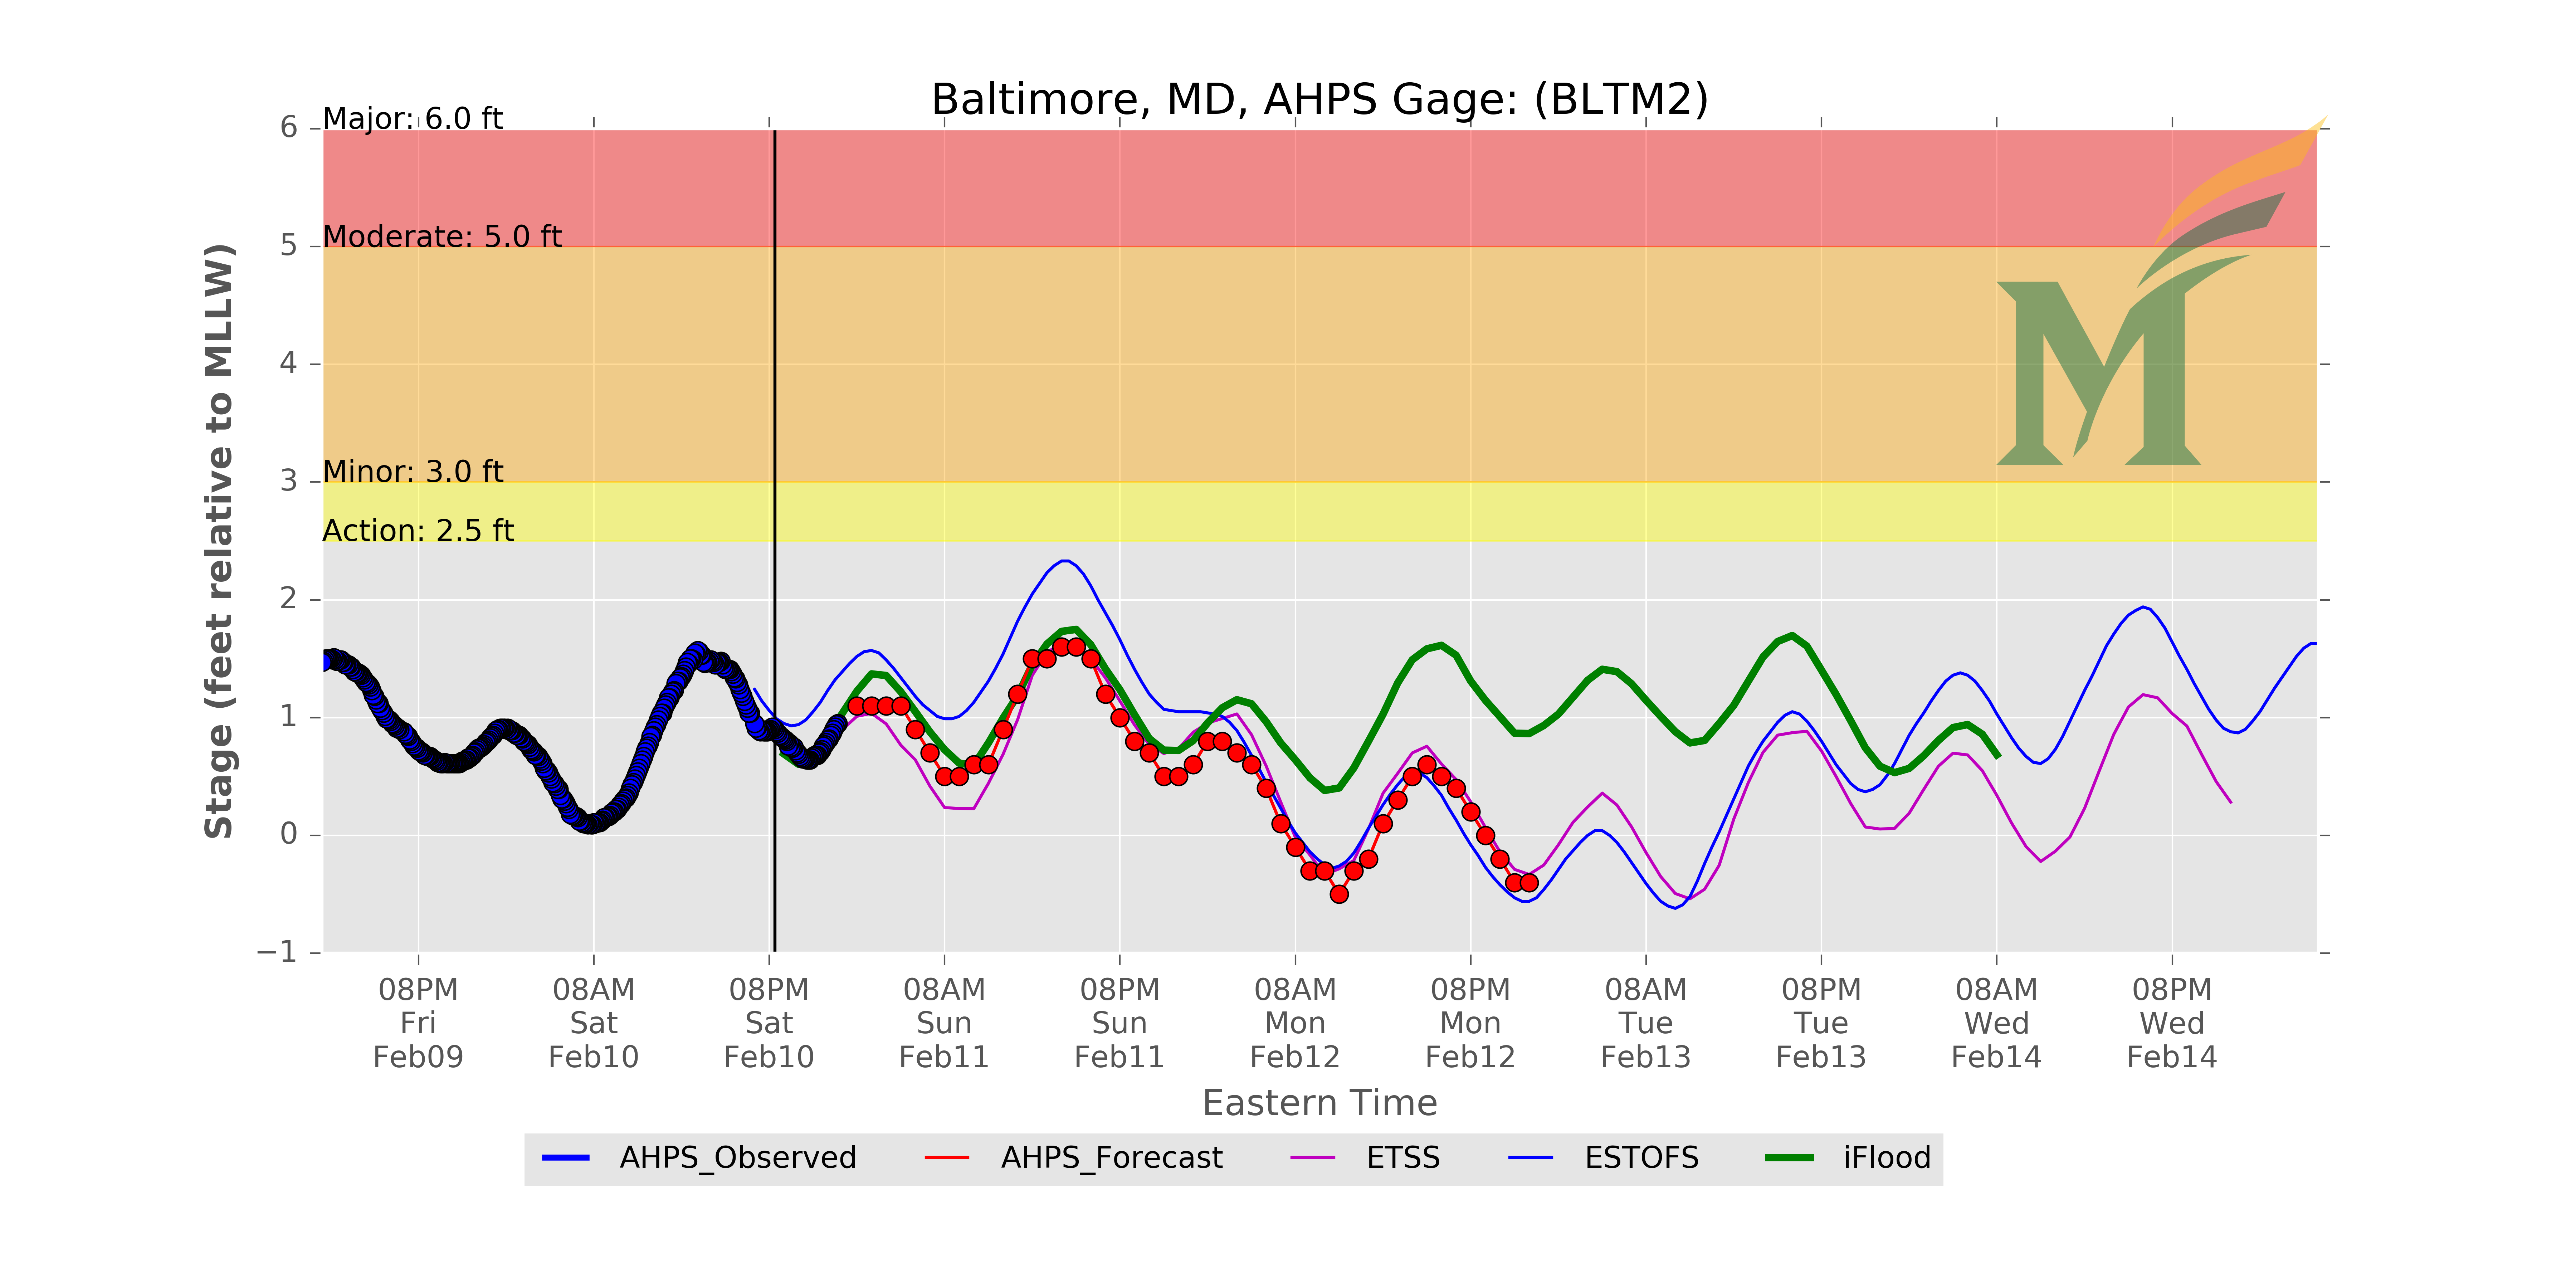 Baltimore, MD, AHPS Gage: (BLTM2)
Major: 6.0 ft
Moderate: 5.0 ft
Minor: 3.0 ft
Action: 2.5 ft
6
5
4
3
2
1
0
−1
Stage (feet relative to MLLW)
08PM 08AM 08PM 08AM 08PM 08AM 08PM 08AM 08PM 08AM 08PM
Fri Sat Sat Sun Sun Mon Mon Tue Tue Wed Wed
Feb09 Feb10 Feb10 Feb11 Feb11 Feb12 Feb12 Feb13 Feb13 Feb14 Feb14
Eastern Time
AHPS_Observed AHPS_Forecast ETSS ESTOFS iFlood
M